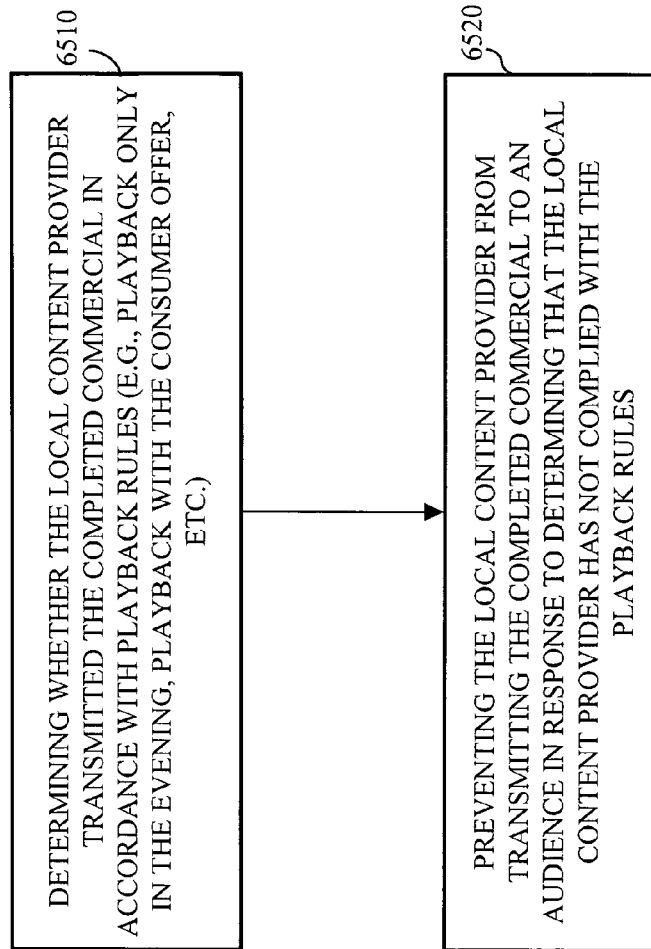 6510
DETERMINING WHETHER THE LOCAL CONTENT PROVIDER
TRANSMITTED THE COMPLETED COMMERCIAL IN
ACCORDANCE WITH PLAYBACK RULES (E.G., PLAYBACK ONLY
IN THE EVENING, PLAYBACK WITH THE CONSUMER OFFER,
ETC.)
6520
PREVENTING THE LOCAL CONTENT PROVIDER FROM
TRANSMITTING THE COMPLETED COMMERCIAL TO AN
AUDIENCE IN RESPONSE TO DETERMINING THAT THE LOCAL
CONTENT PROVIDER HAS NOT COMPLIED WITH THE
PLAYBACK RULES